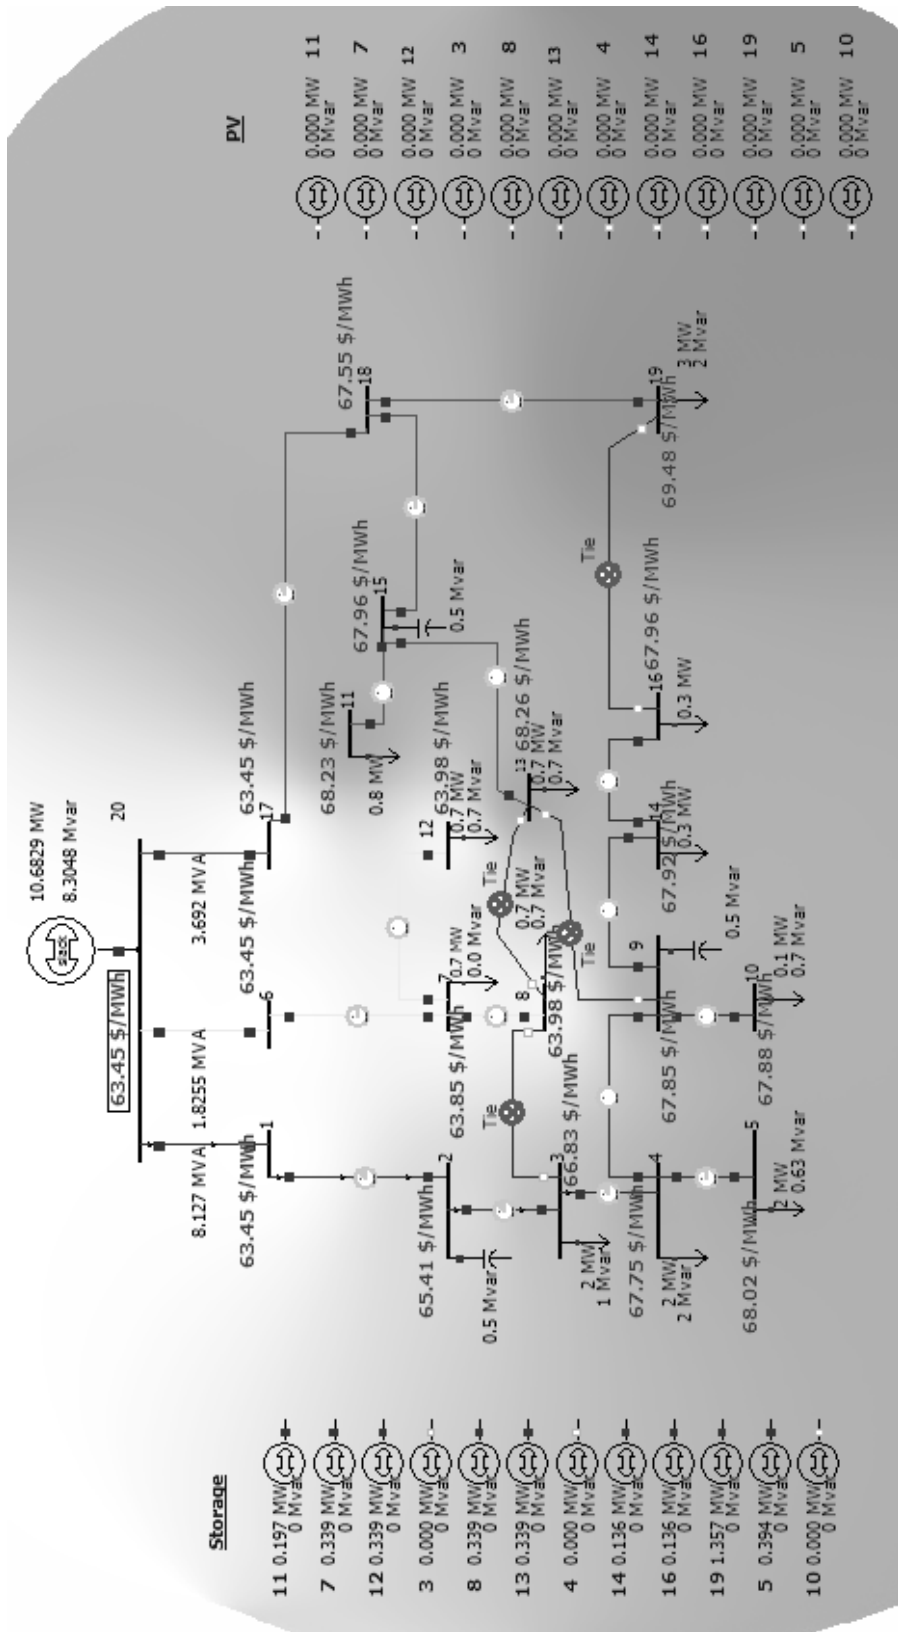 Storage
11 0.197 MW
0 Mvar
7 0.339 MW
0 Mvar
12 0.339 MW
0 Mvar
3 0.000 MW
0 Mvar
8 0.339 MW
0 Mvar
13 0.339 MW
0 Mvar
4 0.000 MW
0 Mvar
14 0.136 MW
0 Mvar
16 0.136 MW
0 Mvar
19 1.357 MW
0 Mvar
5 0.394 MW
0 Mvar
10 0.000 MW
0 Mvar
10.6829 MW
8.3048 Mvar
slack
20
63.45 $/MWh
8.127 MVA
1.8255 MVA
3.692 MVA
1
63.45 $/MWh
6
63.45 $/MWh
17
63.45 $/MWh
18
67.55 $/MWh
2
65.41 $/MWh
0.5 Mvar
7
63.85 $/MWh
0.7 MW
0.0 Mvar
12
63.98 $/MWh
0.7 MW
0.7 Mvar
11
68.23 $/MWh
0.8 MW
15
67.96 $/MWh
0.5 Mvar
Tie
3
66.83 $/MWh
2 MW
1 Mvar
8
63.98 $/MWh
0.7 MW
0.7 Mvar
Tie
Tie
13
68.26 $/MWh
0.7 MW
0.7 Mvar
Tie
4
67.75 $/MWh
2 MW
2 Mvar
9
67.85 $/MWh
0.5 Mvar
14
67.92 $/MWh
0.3 MW
16
67.96 $/MWh
0.3 MW
19
69.48 $/MWh
3 MW
2 Mvar
5
68.02 $/MWh
2 MW
0.63 Mvar
10
67.88 $/MWh
0.1 MW
0.7 Mvar
PV
0.000 MW 11
0 Mvar
0.000 MW 7
0 Mvar
0.000 MW 12
0 Mvar
0.000 MW 3
0 Mvar
0.000 MW 8
0 Mvar
0.000 MW 13
0 Mvar
0.000 MW 4
0 Mvar
0.000 MW 14
0 Mvar
0.000 MW 16
0 Mvar
0.000 MW 19
0 Mvar
0.000 MW 5
0 Mvar
0.000 MW 10
0 Mvar